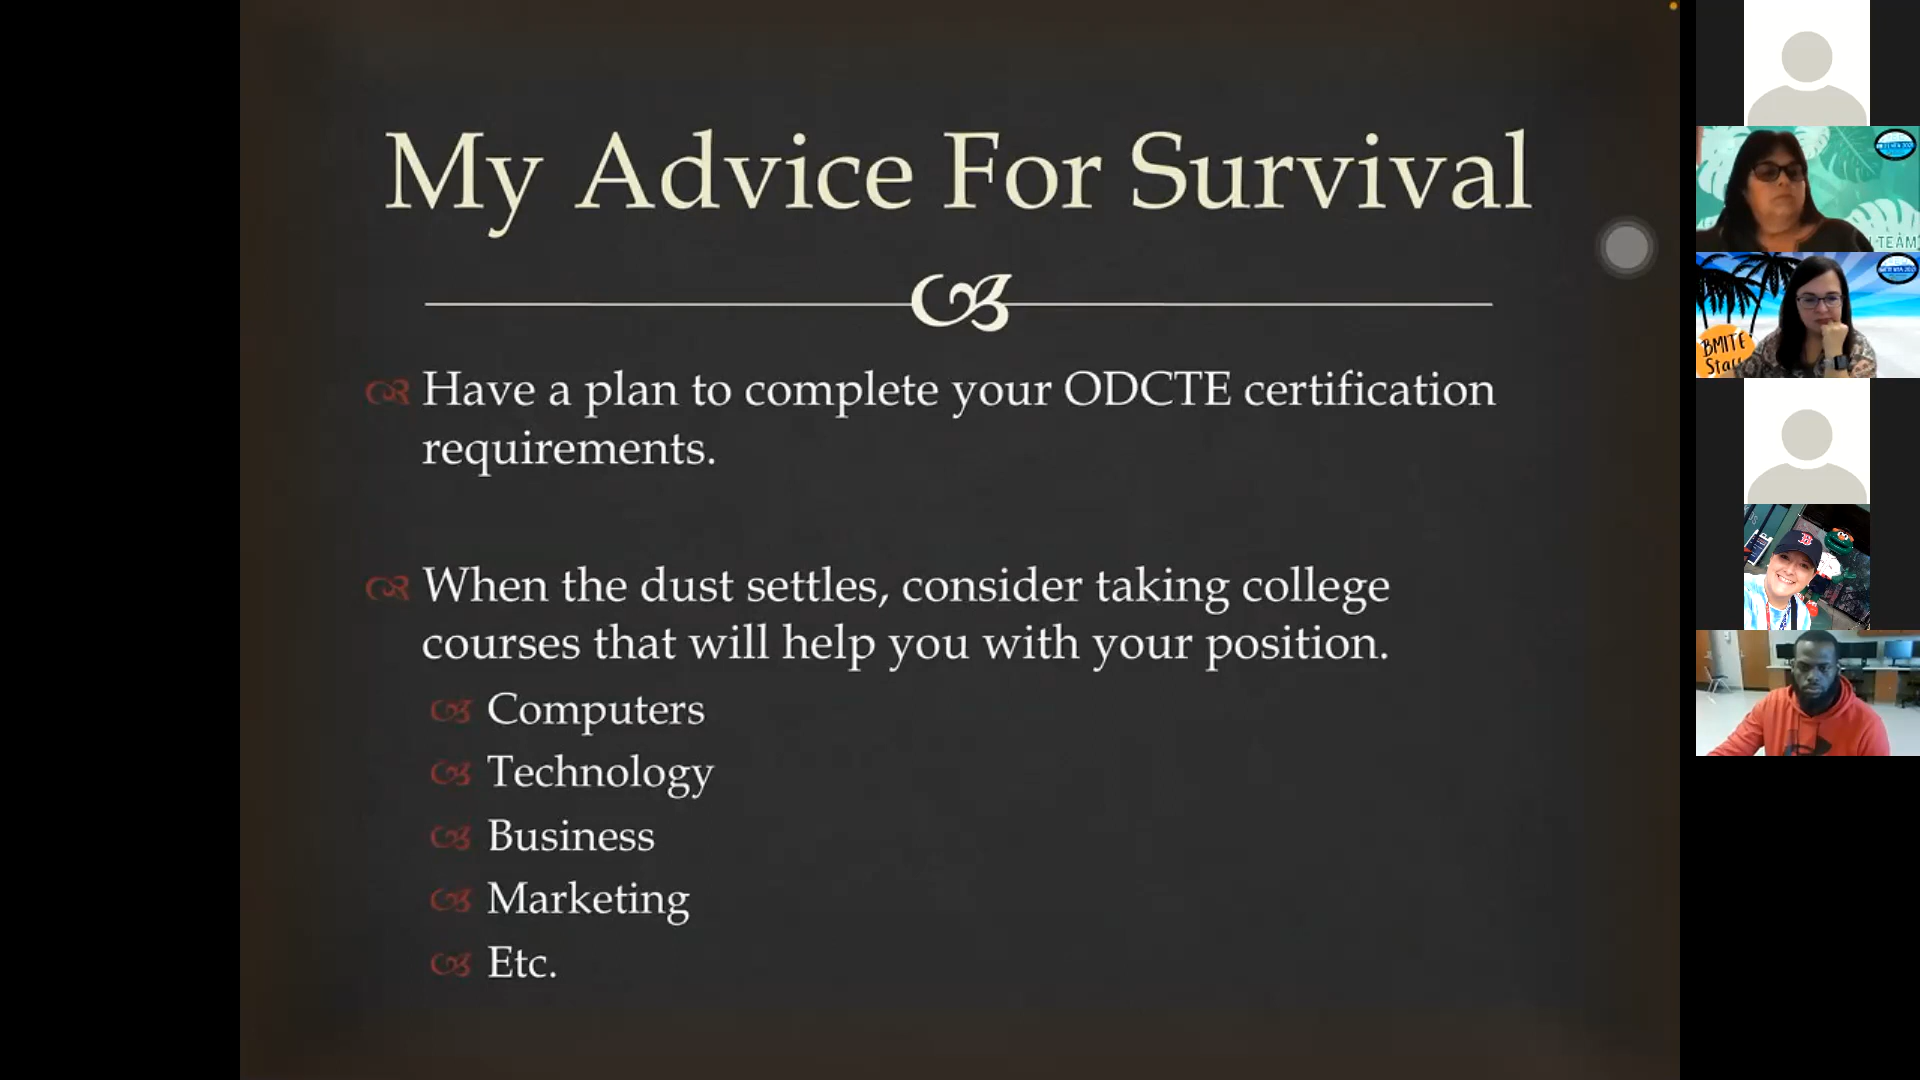 My Advice For Survival
Have a plan to complete your ODCTE certification
requirements.
When the dust settles, consider taking college
courses that will help you with your position.
Computers
Technology
Business
Marketing
Etc.
TEAM
BMITE
B